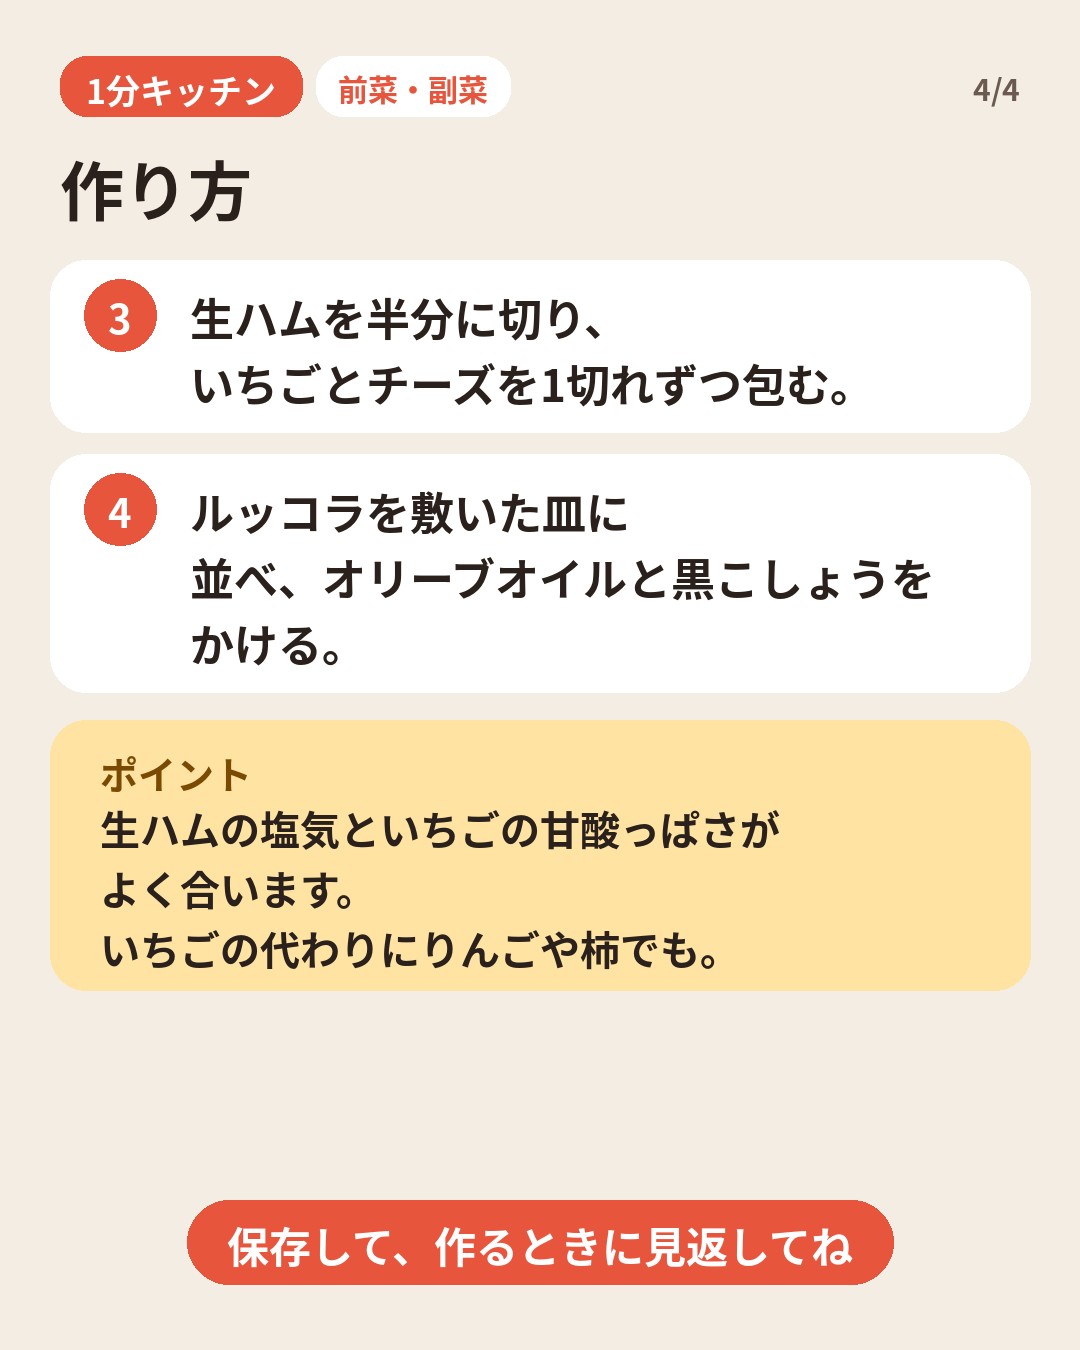 1分キッチン
前菜・副菜
4/4
作り方
3
生ハムを半分に切り、
いちごとチーズを1切れずつ包む。
4
ルッコラを敷いた皿に
並べ、オリーブオイルと黒こしょうを
かける。
ポイント
生ハムの塩気といちごの甘酸っぱさが
よく合います。
いちごの代わりにりんごや柿でも。
保存して、作るときに見返してね